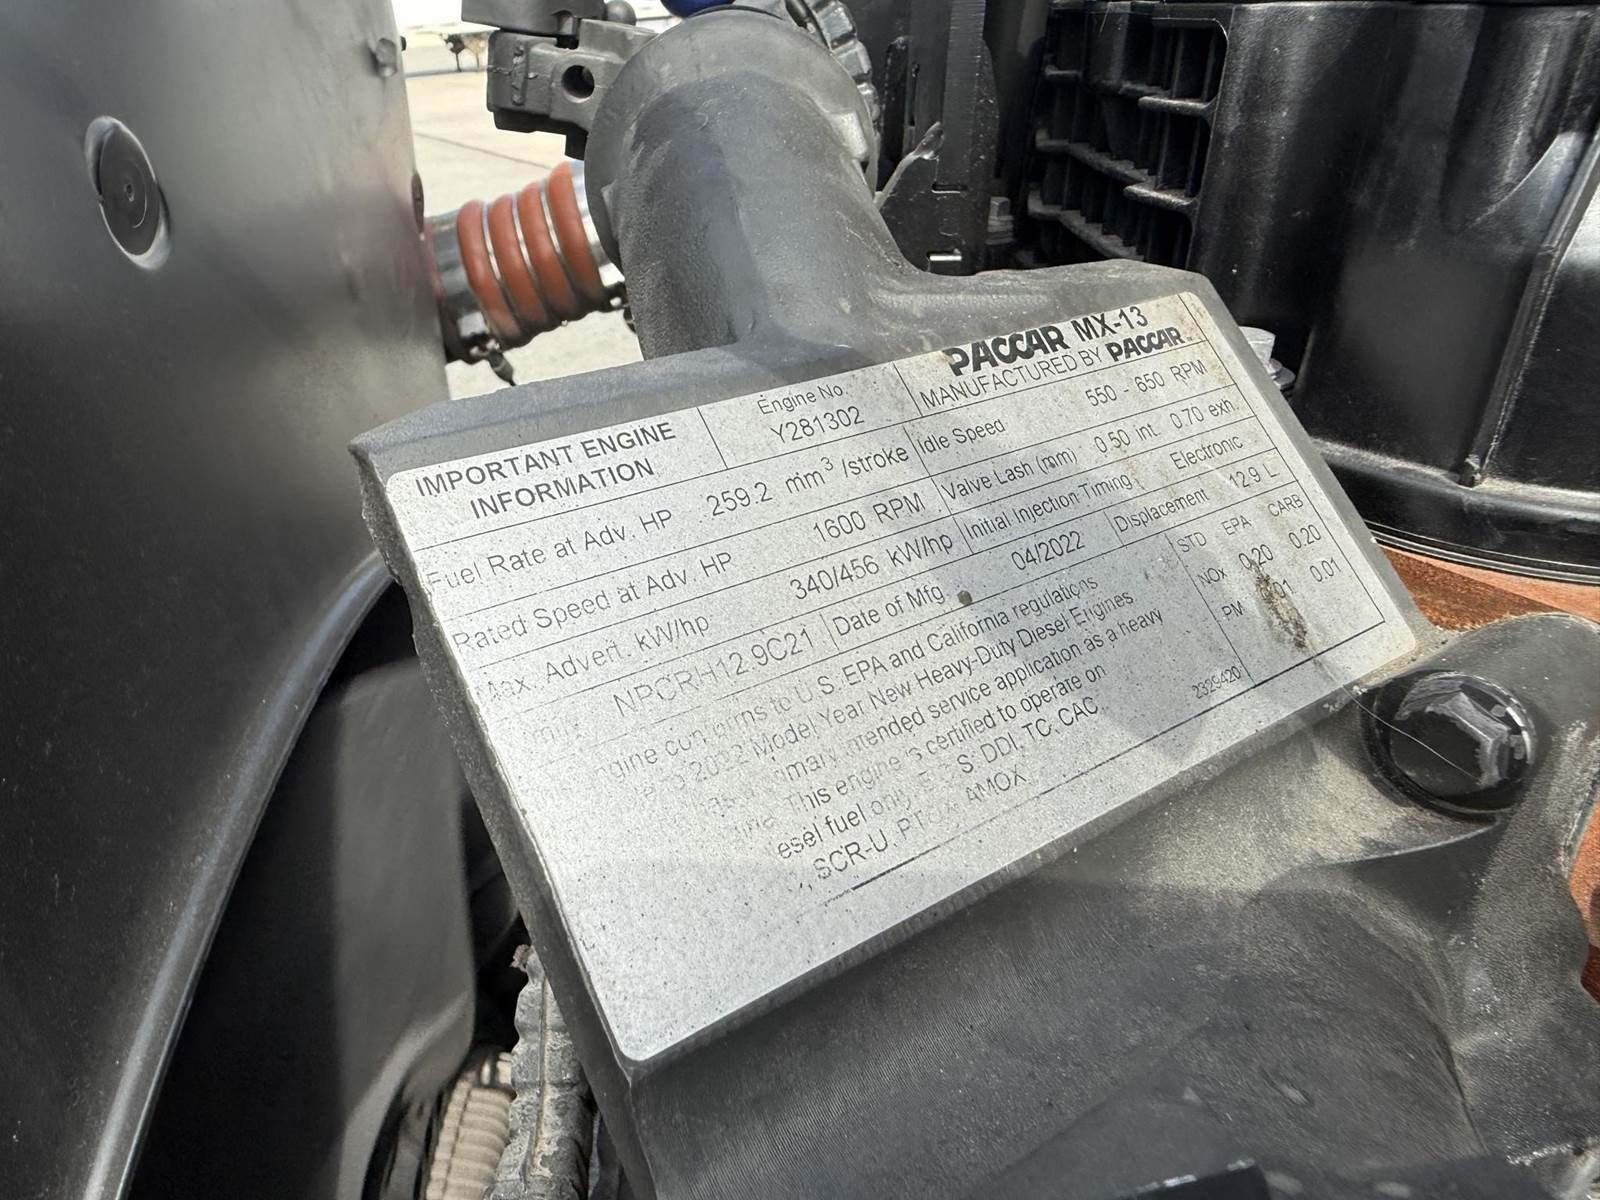 IMPORTANT ENGINE
INFORMATION
Engine No.
Y281302
PACCAR MX-13
MANUFACTURED BY PACCAR
Fuel Rate at Adv. HP 259.2 mm³ /stroke
Idle Speed 550 - 650 RPM
Rated Speed at Adv. HP 1600 RPM
Valve Lash (mm) 0.50 int. 0.70 exh.
Max. Advert. kW/hp 340/456 kW/hp
Initial Injection Timing Electronic
NPCRH12.9C21
Date of Mfg 04/2022
Displacement 12.9 L
engine conforms to U.S. EPA and California regulations
2022 Model Year New Heavy-Duty Diesel Engines
primary intended service application as a heavy
This engine is certified to operate on
fuel only. DDI, TC, CAC
SCR-U, AMOX
STD EPA CARB
NOx 0.20 0.20
PM 0.01
2329420